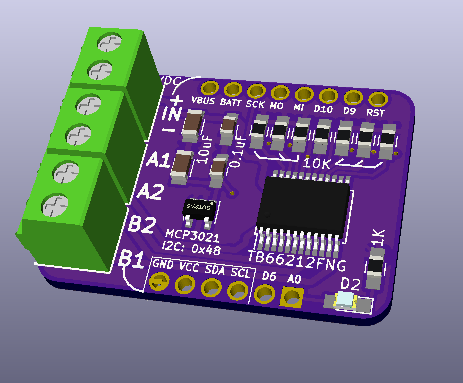 VDC
+
IN
−
VBUS BATT SCK MO MI D10 D9 RST
10uF
0.1uF
10K
A1
A2
B2
B1
MCP3021
I2C: 0x48
TB66212FNG
1K
D2
GND VCC SDA SCL D6 A0